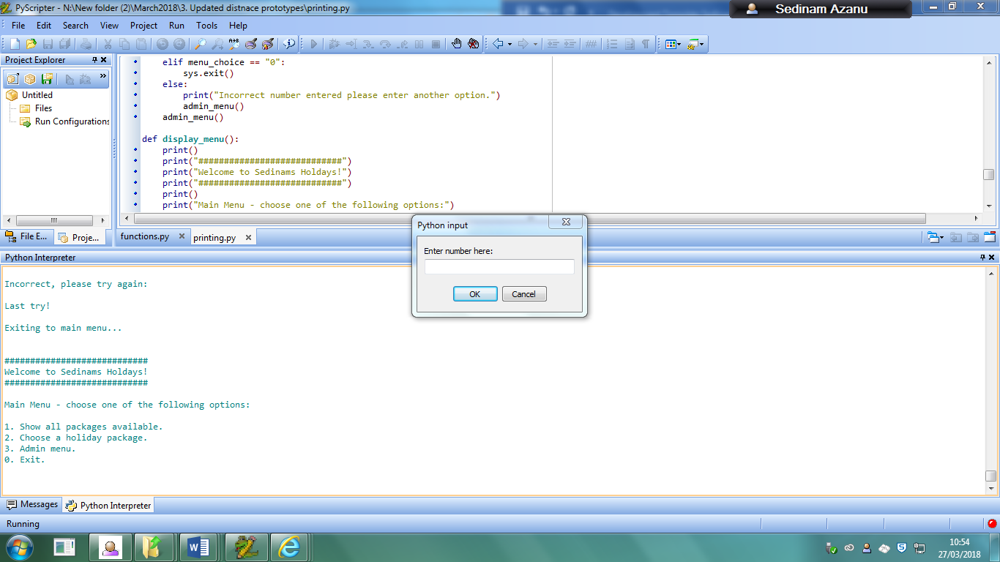 PyScripter - N:\New folder (2)\March2018\3. Updated distnace prototypes\printing.py
Sedinam Azanu
File Edit Search View Project Run Tools Help
Project Explorer
Untitled
Files
Run Configurations
File E... Proje...
elif menu_choice == "0":
sys.exit()
else:
print("Incorrect number entered please enter another option.")
admin_menu()
admin_menu()
def display_menu():
print()
print("############################")
print("Welcome to Sedinams Holdays!")
print("############################")
print()
print("Main Menu - choose one of the following options:")
functions.py printing.py
Python input
Enter number here:
OK Cancel
Python Interpreter
Incorrect, please try again:
Last try!
Exiting to main menu...
############################
Welcome to Sedinams Holdays!
############################
Main Menu - choose one of the following options:
1. Show all packages available.
2. Choose a holiday package.
3. Admin menu.
0. Exit.
Messages Python Interpreter
Running
10:54
27/03/2018